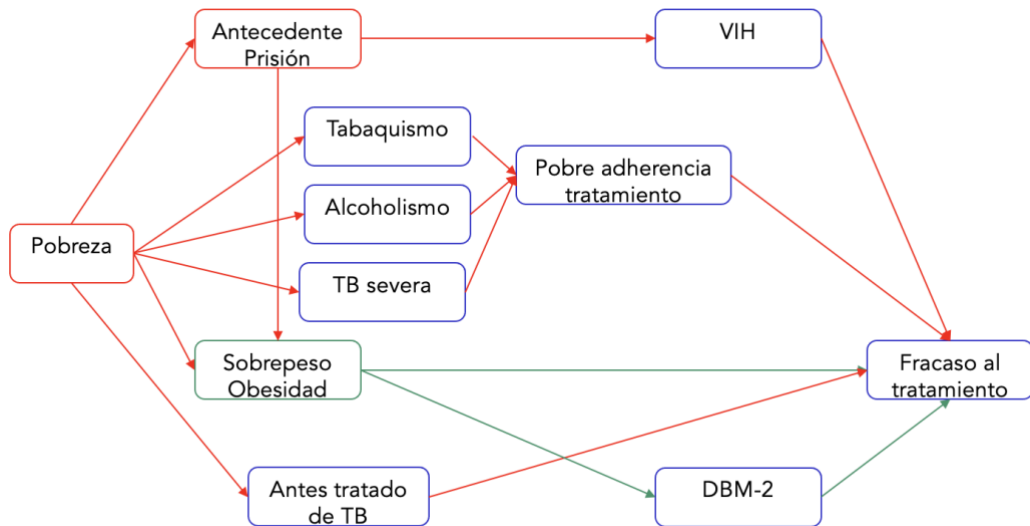 Antecedente
Prisión
VIH
Tabaquismo
Pobre adherencia
tratamiento
Alcoholismo
Pobreza
TB severa
Sobrepeso
Obesidad
Fracaso al
tratamiento
Antes tratado
de TB
DBM-2